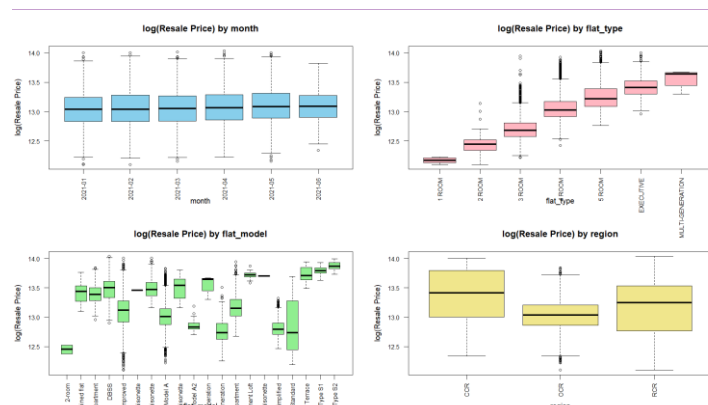 log(Resale Price) by month
log(Resale Price)
14.0
13.5
13.0
12.5
2021-01
2021-02
2021-03
2021-04
2021-05
2021-06
month
log(Resale Price) by flat_type
log(Resale Price)
14.0
13.5
13.0
12.5
1 ROOM
2 ROOM
3 ROOM
4 ROOM
5 ROOM
EXECUTIVE
MULTI-GENERATION
flat_type
log(Resale Price) by flat_model
log(Resale Price)
14.0
13.5
13.0
12.5
2-room
DBSS
Model A
Model A2
Terrace
Type S1
Type S2
log(Resale Price) by region
log(Resale Price)
14.0
13.5
13.0
12.5
CCR
OCR
RCR